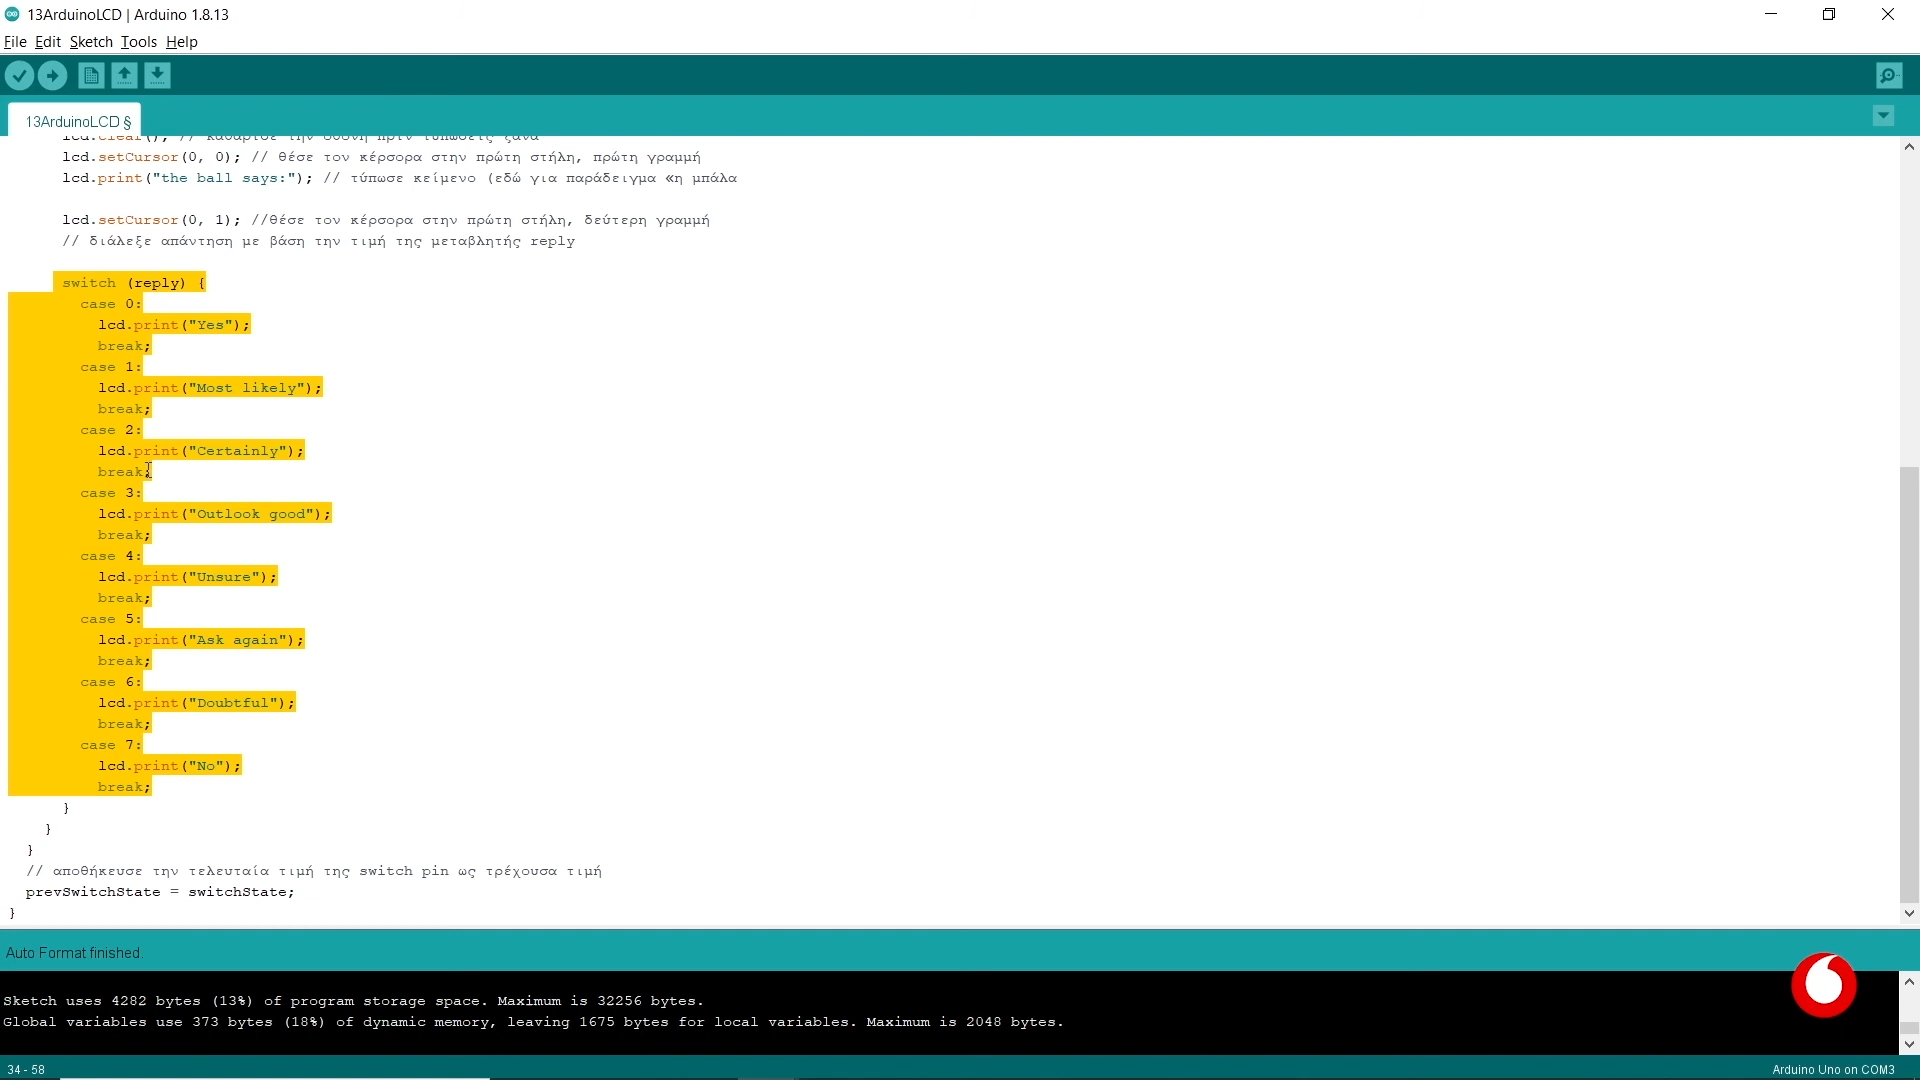 13ArduinoLCD | Arduino 1.8.13
File Edit Sketch Tools Help
13ArduinoLCD §
lcd.clear(); // καθάρισε την οθόνη πριν τυπώσεις ξανά
lcd.setCursor(0, 0); // θέσε τον κέρσορα στην πρώτη στήλη, πρώτη γραμμή
lcd.print("the ball says:"); // τύπωσε κείμενο (εδώ για παράδειγμα «η μπάλα
lcd.setCursor(0, 1); //θέσε τον κέρσορα στην πρώτη στήλη, δεύτερη γραμμή
// διάλεξε απάντηση με βάση την τιμή της μεταβλητής reply
switch (reply) {
case 0:
lcd.print("Yes");
break;
case 1:
lcd.print("Most likely");
break;
case 2:
lcd.print("Certainly");
break;
case 3:
lcd.print("Outlook good");
break;
case 4:
lcd.print("Unsure");
break;
case 5:
lcd.print("Ask again");
break;
case 6:
lcd.print("Doubtful");
break;
case 7:
lcd.print("No");
break;
}
}
}
// αποθήκευσε την τελευταία τιμή της switch pin ως τρέχουσα τιμή
prevSwitchState = switchState;
}
Auto Format finished.
Sketch uses 4282 bytes (13%) of program storage space. Maximum is 32256 bytes.
Global variables use 373 bytes (18%) of dynamic memory, leaving 1675 bytes for local variables. Maximum is 2048 bytes.
34 - 58
Arduino Uno on COM3